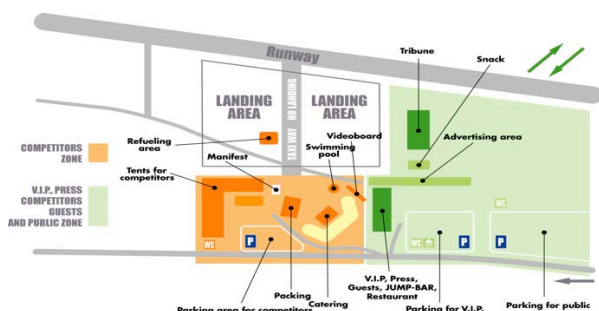 Runway
Tribune
Snack
LANDING
AREA
TAXI WAY NO LANDING
LANDING
AREA
Advertising area
Refueling
area
Videoboard
Swimming
pool
Manifest
COMPETITORS
ZONE
Tents for
competitors
V.I.P., PRESS
COMPETITORS
GUESTS
AND PUBLIC ZONE
WC
P
WC
P
P
WC
Packing
Catering
V.I.P, Press,
Guests, JUMP-BAR,
Restaurant
Parking area for competitors
Parking for V.I.P.
Parking for public